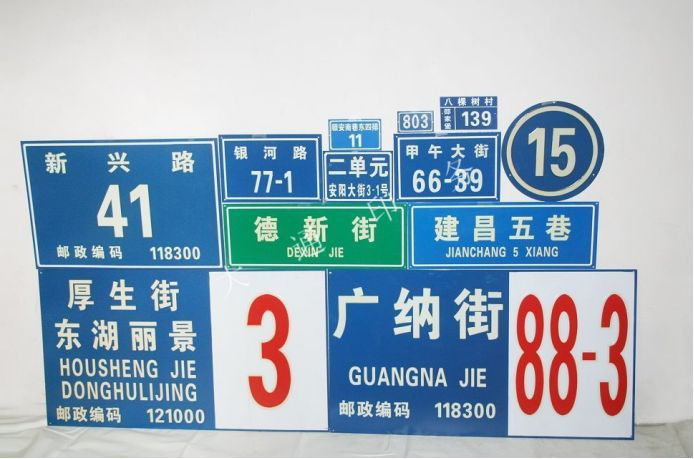 八棵树村
郎家堡
139
803
顺安南巷东四排
11
15
新兴路
41
邮政编码 118300
银河路
77-1
二单元
安阳大街3-1号
甲午大街
66-39
德新街
DEXIN JIE
建昌五巷
JIANCHANG 5 XIANG
厚生街
东湖丽景
HOUSHENG JIE
DONGHULIJING
邮政编码 121000
3
广纳街
GUANGNA JIE
邮政编码 118300
88-3